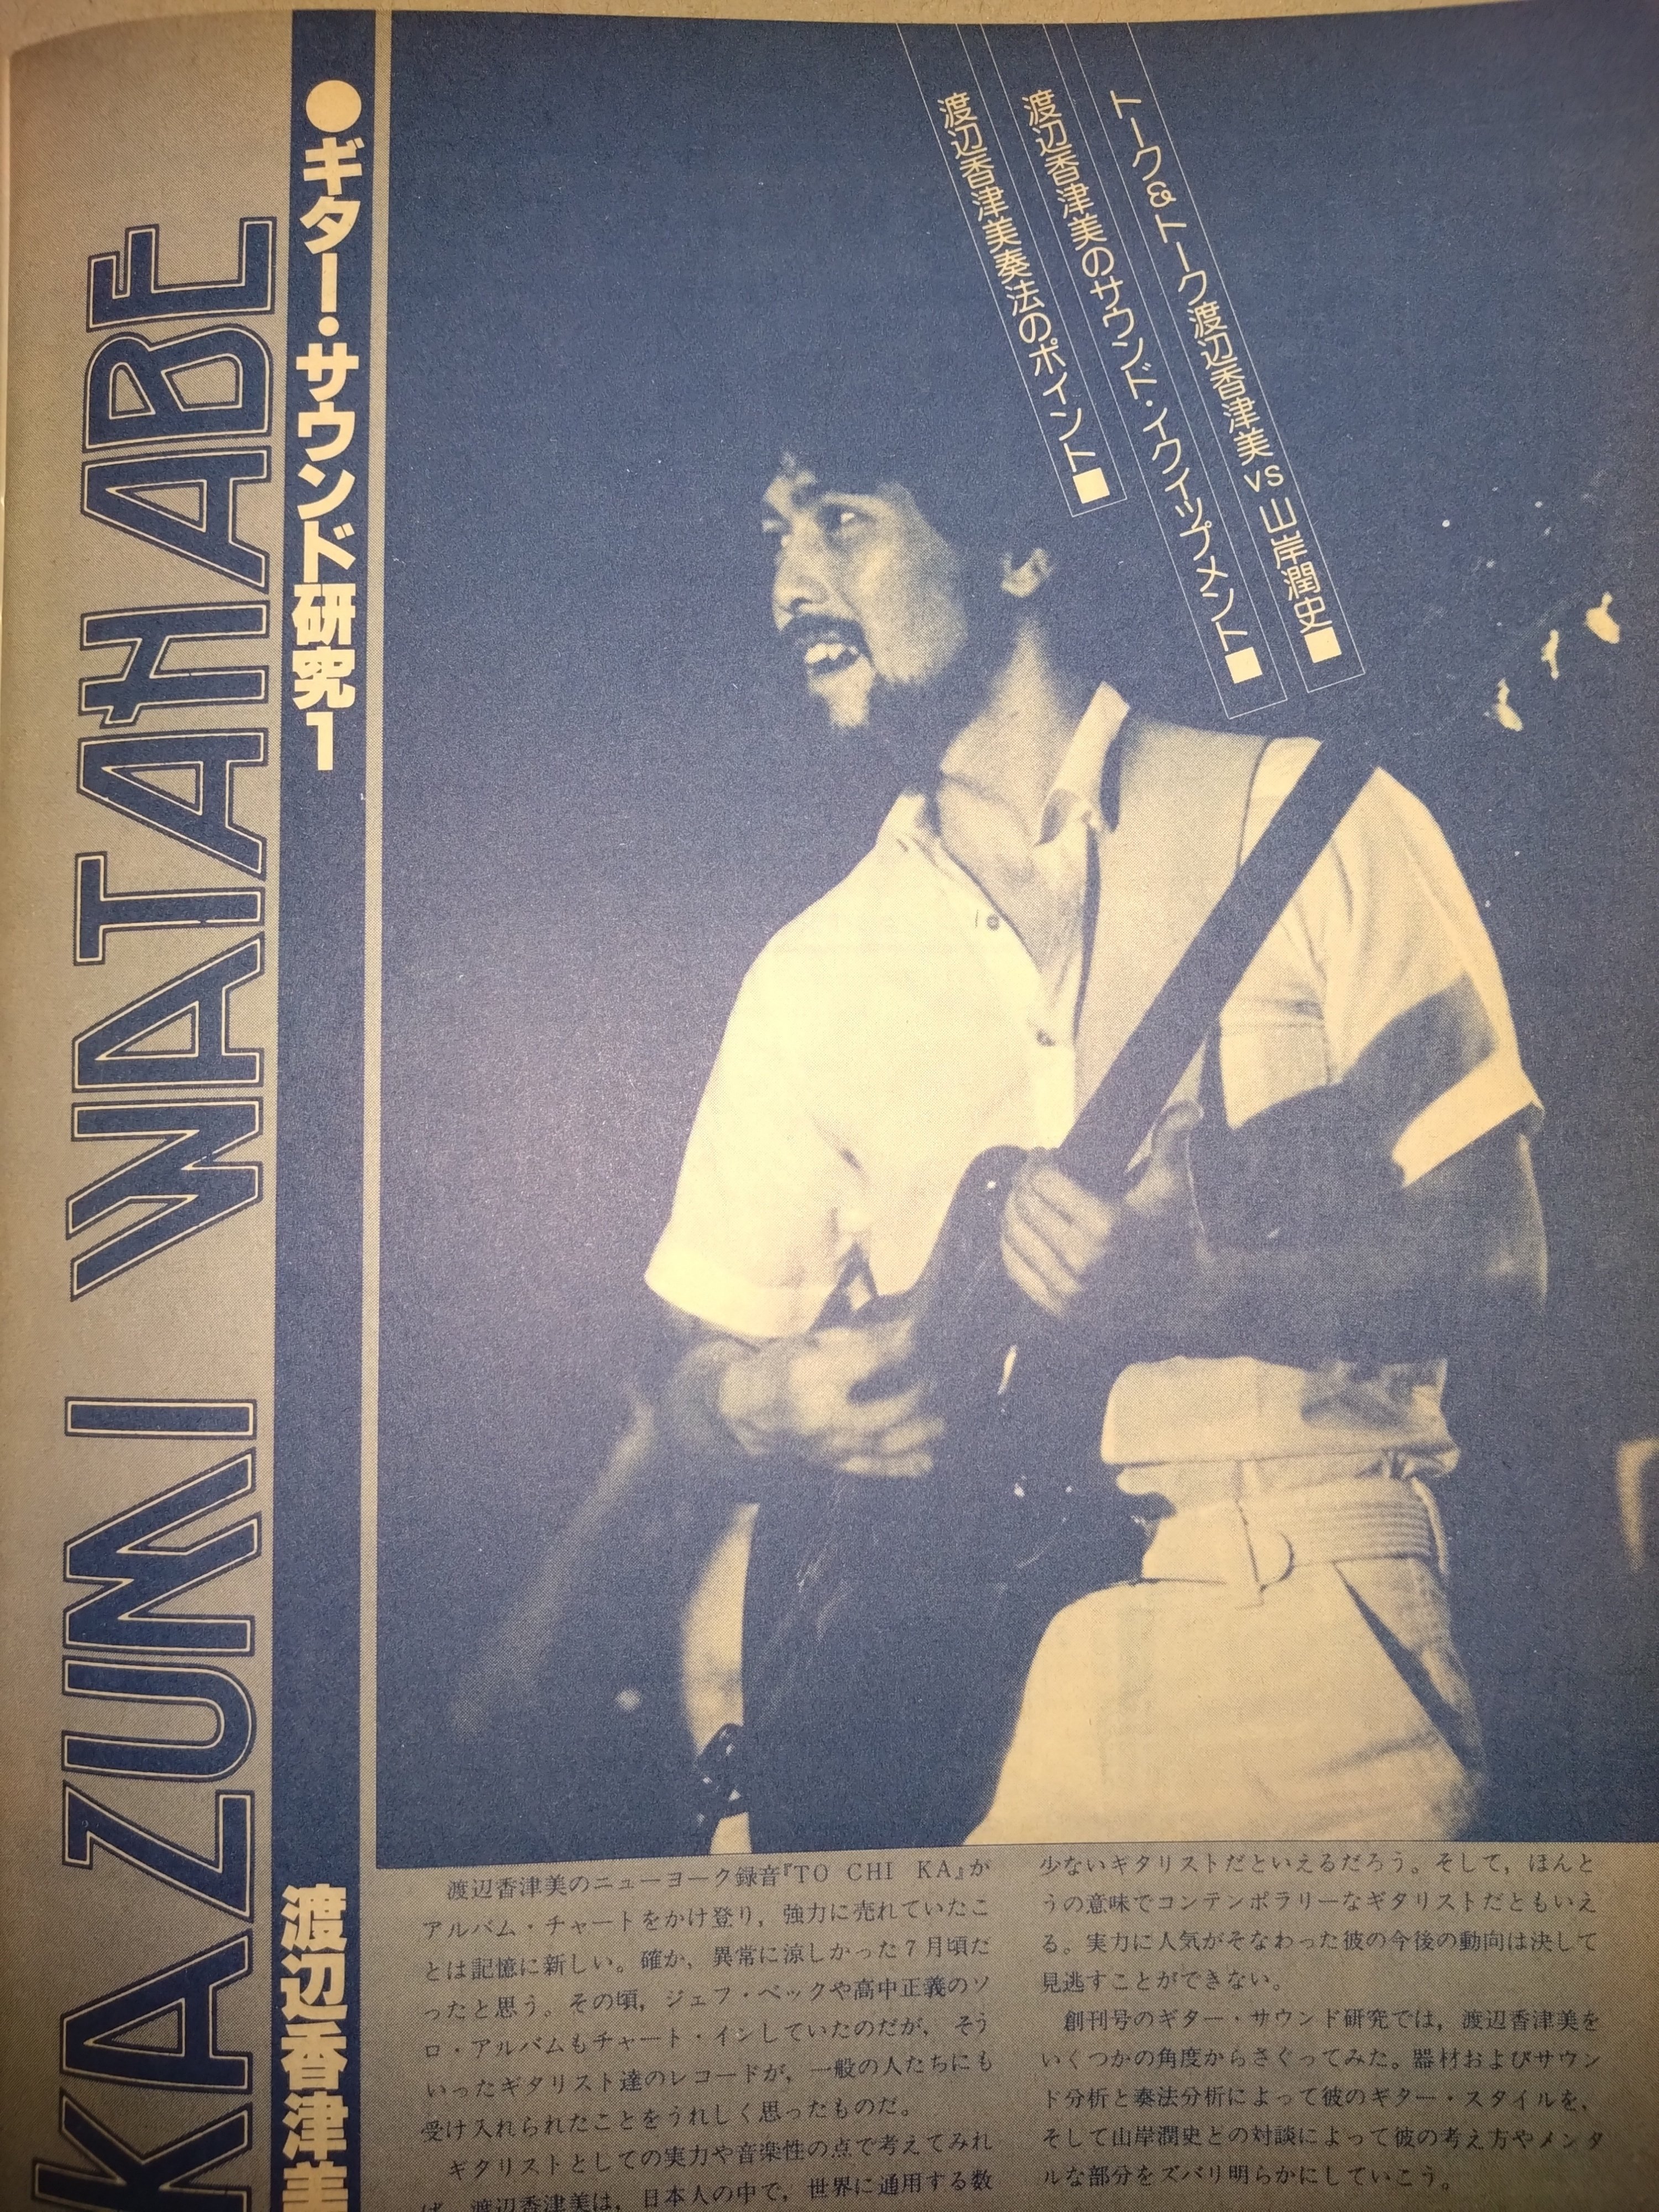 KAZUMI WATAHABE
●ギター・サウンド研究1
渡辺香津美
トーク&トーク渡辺香津美 vs 山岸潤史■
渡辺香津美のサウンド・イクイップメント■
渡辺香津美奏法のポイント■
渡辺香津美のニューヨーク録音『TO CHI KA』が
アルバム・チャートをかけ登り，強力に売れていたこ
とは記憶に新しい。確か，異常に涼しかった7月頃だ
ったと思う。その頃，ジェフ・ベックや高中正義のソ
ロ・アルバムもチャート・インしていたのだが，そう
いったギタリスト達のレコードが，一般の人たちにも
受け入れられたことをうれしく思ったものだ。
ギタリストとしての実力や音楽性の点で考えてみれ
ば，渡辺香津美は，日本人の中で，世界に通用する数
少ないギタリストだといえるだろう。そして，ほんと
うの意味でコンテンポラリーなギタリストだともいえ
る。実力に人気がそなわった彼の今後の動向は決して
見逃すことができない。
創刊号のギター・サウンド研究では，渡辺香津美を
いくつかの角度からさぐってみた。器材およびサウン
ド分析と奏法分析によって彼のギター・スタイルを，
そして山岸潤史との対談によって彼の考え方やメンタ
ルな部分をズバリ明らかにしていこう。